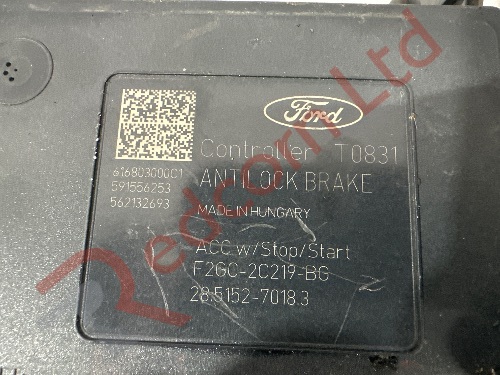 Ford
Controller T0831
ANTILOCK BRAKE
MADE IN HUNGARY
ACC w/Stop/Start
F2GC-2C219-BG
28.5152-7018.3
616803000C1
591556253
562132693
Redcorn Ltd